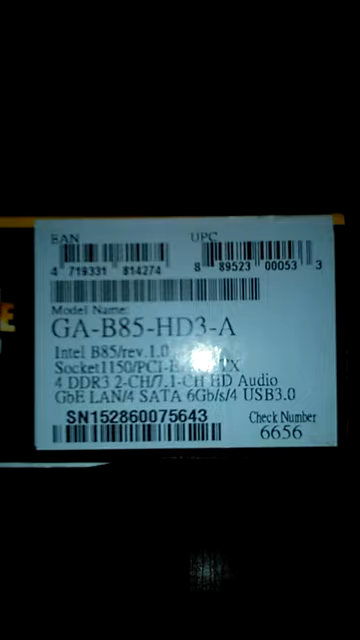 EAN
UPC
4 719331 814274
8 89523 00053 3
Model Name:
GA-B85-HD3-A
Intel B85/rev.1.0
Socket1150/PCI-
4 DDR3 2-CH/7.1-CH HD Audio
GbE LAN/4 SATA 6Gb/s/4 USB3.0
SN152860075643
Check Number
6656
E